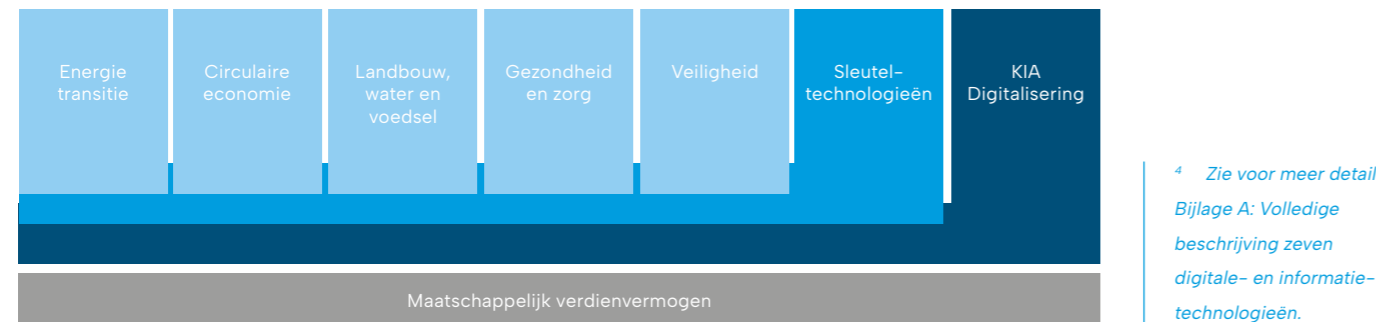 Energie
transitie
Circulaire
economie
Landbouw,
water en
voedsel
Gezondheid
en zorg
Veiligheid
Sleutel-
technologieën
KIA
Digitalisering
Maatschappelijk verdienvermogen
4 Zie voor meer detail
Bijlage A: Volledige
beschrijving zeven
digitale- en informatie-
technologieën.